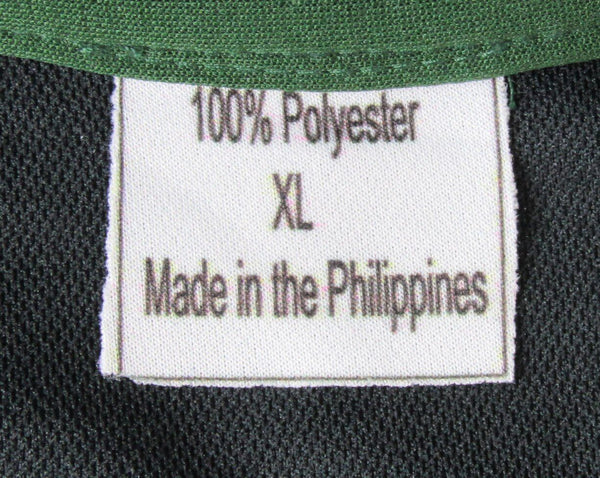 100% Polyester
XL
Made in the Philippines